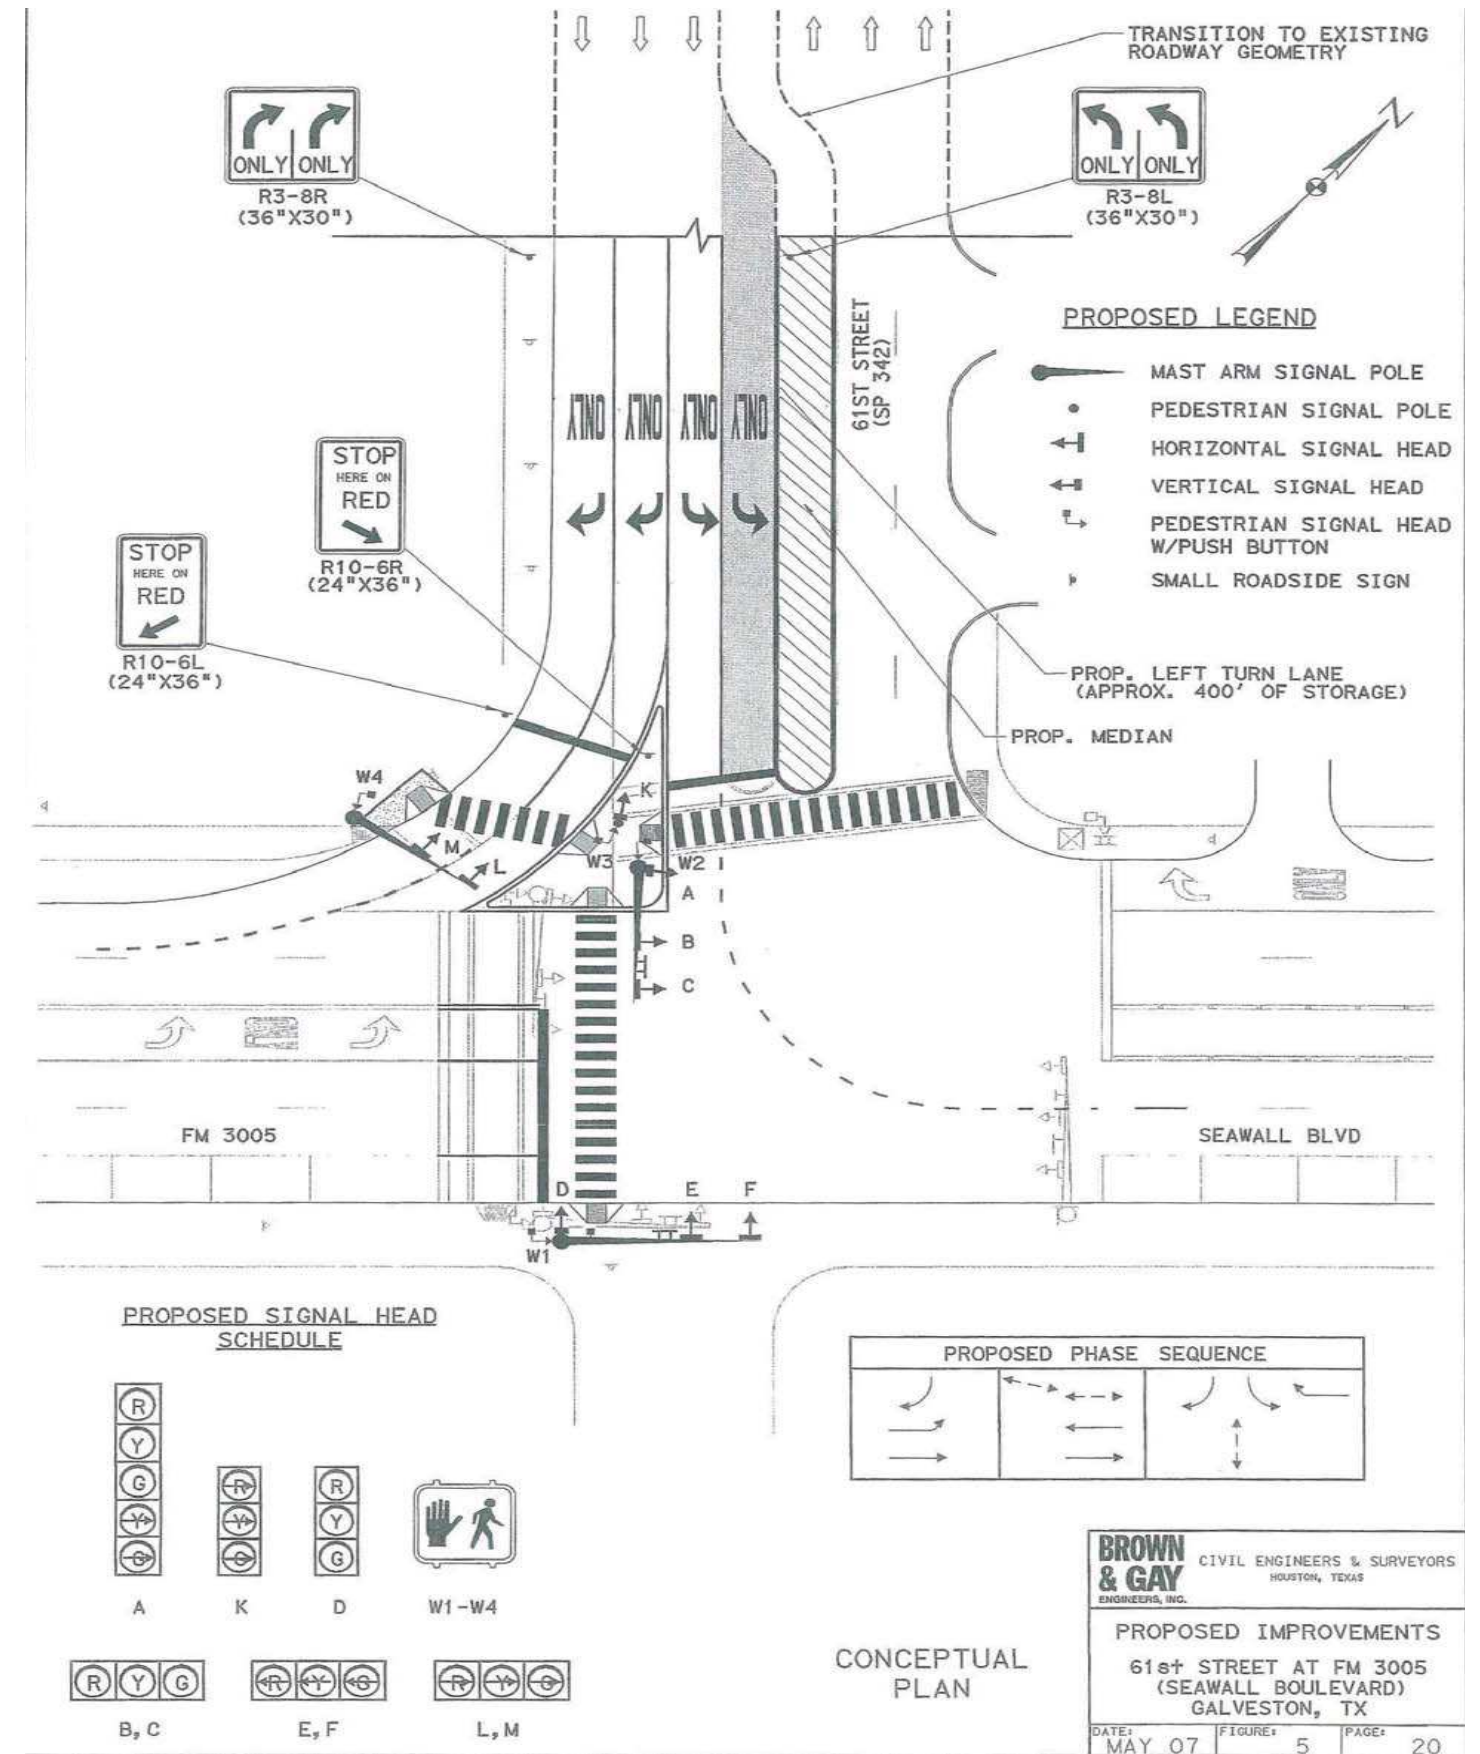 TRANSITION TO EXISTING
ROADWAY GEOMETRY
ONLY ONLY
R3-8R
(36"X30")
ONLY ONLY
R3-8L
(36"X30")
N
61ST STREET
(SP 342)
PROPOSED LEGEND
MAST ARM SIGNAL POLE
PEDESTRIAN SIGNAL POLE
HORIZONTAL SIGNAL HEAD
VERTICAL SIGNAL HEAD
PEDESTRIAN SIGNAL HEAD
W/PUSH BUTTON
SMALL ROADSIDE SIGN
ONLY ONLY ONLY ONLY
STOP
HERE ON
RED
R10-6R
(24"X36")
STOP
HERE ON
RED
R10-6L
(24"X36")
PROP. LEFT TURN LANE
(APPROX. 400' OF STORAGE)
PROP. MEDIAN
W4
K
M
L
W3
W2
A
B
C
FM 3005
SEAWALL BLVD
D
E
F
W1
PROPOSED SIGNAL HEAD
SCHEDULE
R
Y
G
Y
G
A
R
Y
G
K
R
Y
G
D
W1-W4
R Y G
B, C
R Y G
E, F
R Y G
L, M
PROPOSED PHASE SEQUENCE
CONCEPTUAL
PLAN
BROWN
& GAY
ENGINEERS, INC.
CIVIL ENGINEERS & SURVEYORS
HOUSTON, TEXAS
PROPOSED IMPROVEMENTS
61st STREET AT FM 3005
(SEAWALL BOULEVARD)
GALVESTON, TX
DATE: MAY 07
FIGURE: 5
PAGE: 20